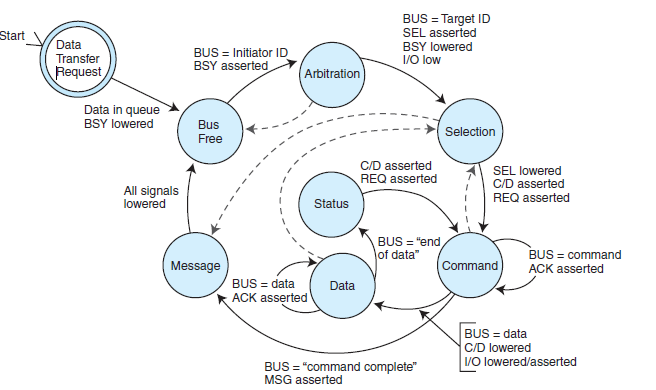 Start
Data
Transfer
Request
Data in queue
BSY lowered
Bus
Free
BUS = Initiator ID
BSY asserted
Arbitration
BUS = Target ID
SEL asserted
BSY lowered
I/O low
Selection
SEL lowered
C/D asserted
REQ asserted
C/D asserted
REQ asserted
Status
All signals
lowered
BUS = “end
of data”
Message
BUS = data
ACK asserted
Data
Command
BUS = command
ACK asserted
BUS = data
C/D lowered
I/O lowered/asserted
BUS = “command complete”
MSG asserted